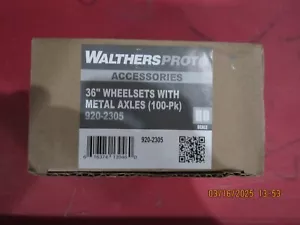 WALTHERSPROTO
ACCESSORIES
36" WHEELSETS WITH
METAL AXLES (100-Pk)
920-2305
HO
SCALE
920-2305
03/16/2025 13:53